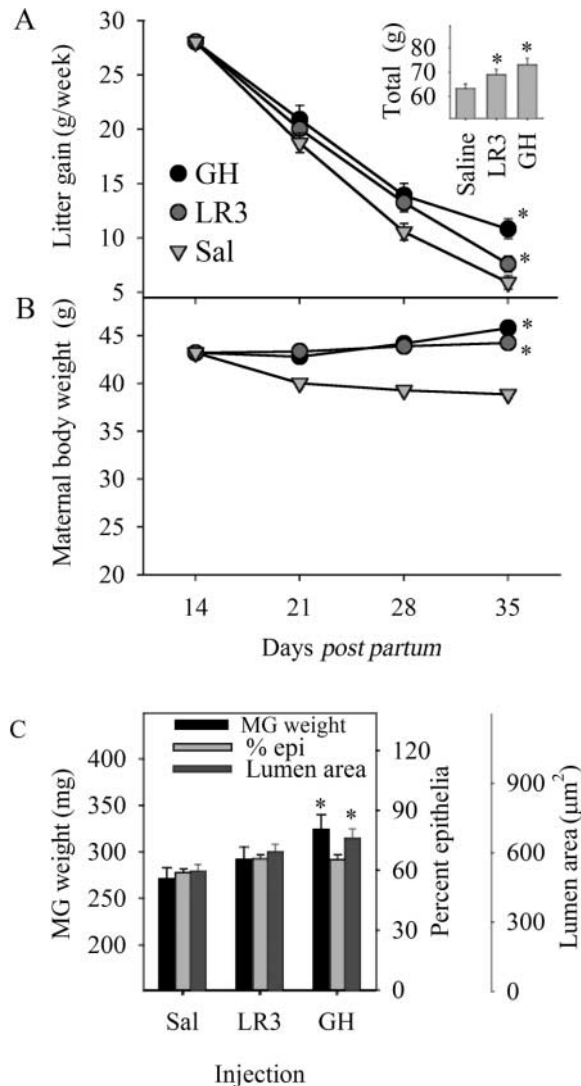 A
Litter gain (g/week)
30
25
20
15
10
5
GH
LR3
Sal
*
*
Total (g)
80
70
60
*
*
Saline
LR3
GH
B
Maternal body weight (g)
45
40
35
30
25
20
*
*
14 21 28 35
Days post partum
C
MG weight (mg)
400
350
300
250
200
MG weight
% epi
Lumen area
* *
Percent epithelia
120
90
60
30
0
Lumen area (µm²)
900
600
300
0
Sal LR3 GH
Injection